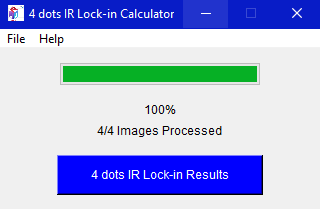 4 dots IR Lock-in Calculator
File Help
100%
4/4 Images Processed
4 dots IR Lock-in Results